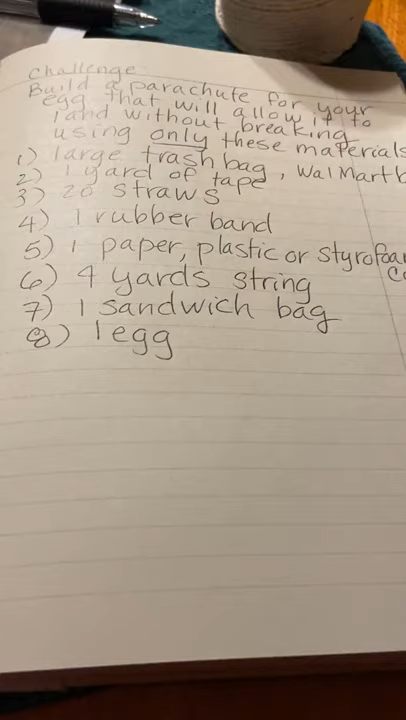 Challenge
Build a parachute for your
egg that will allow it to
land without breaking
using only these materials
1) large trash bag, WalMart b
2) 1 yard of tape
3) 20 straws
4) 1 rubber band
5) 1 paper, plastic or styrofoa
C
6) 4 yards string
7) 1 sandwich bag
8) 1 egg